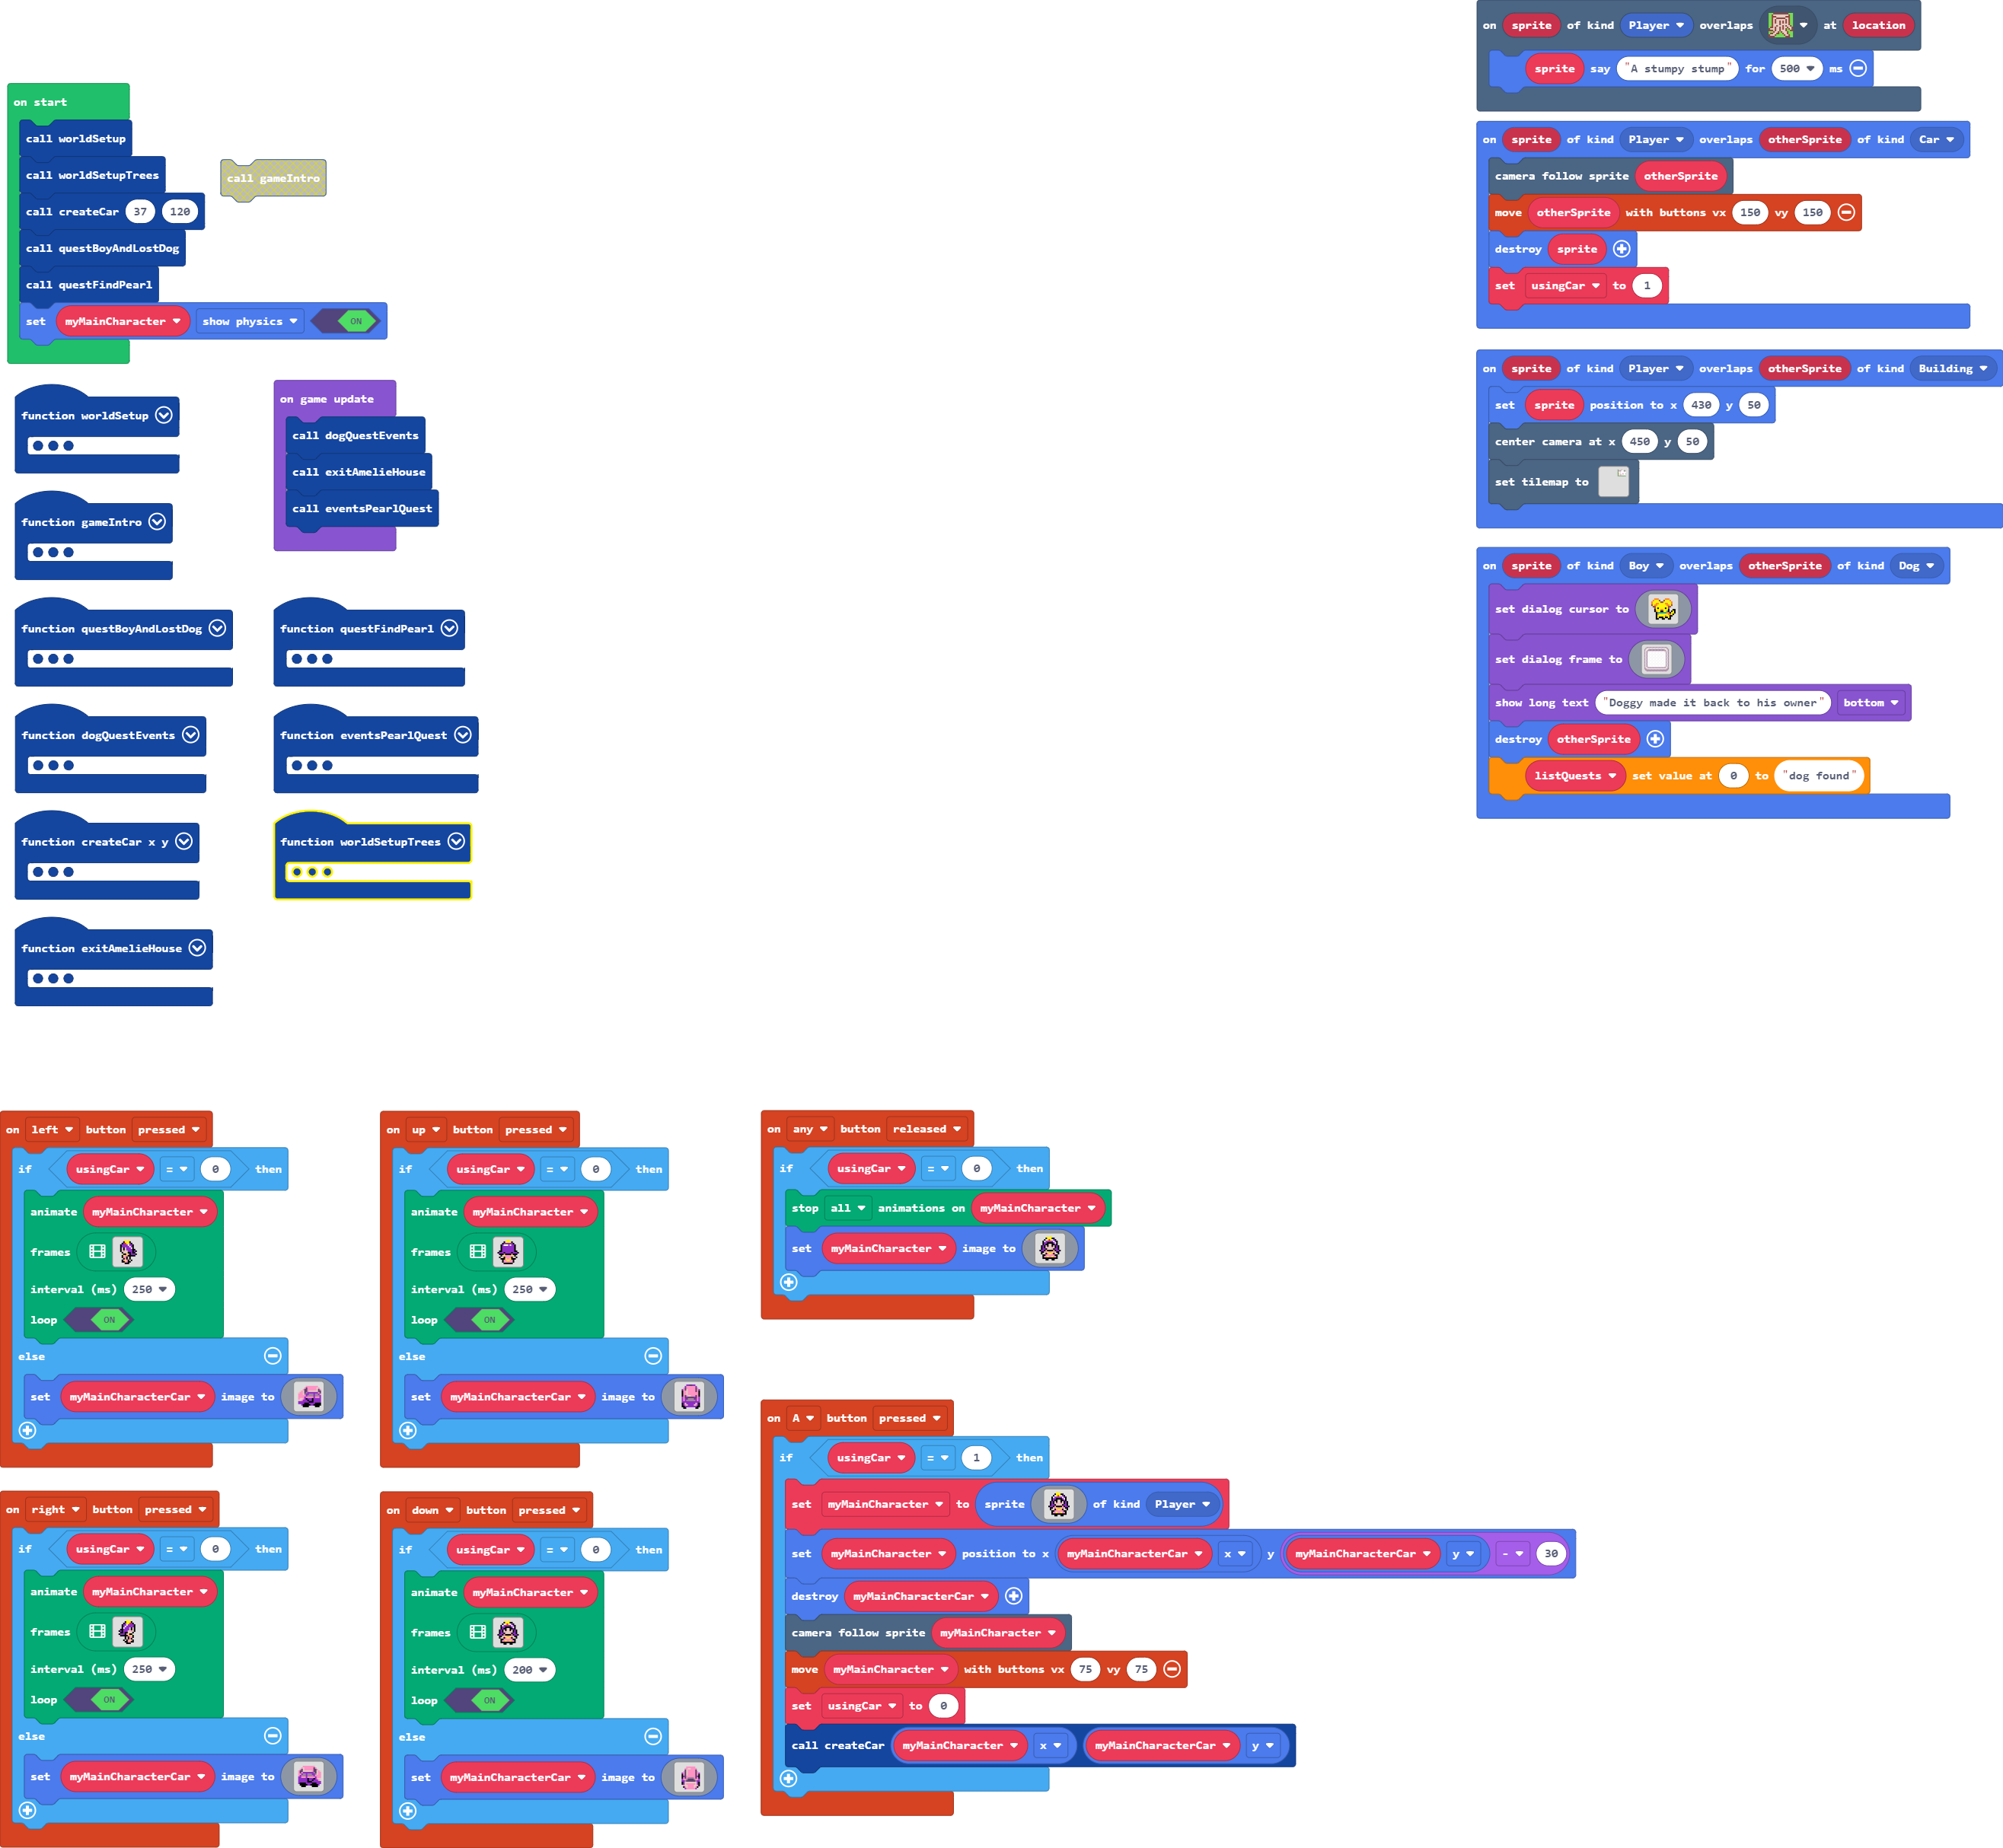 on start
call worldSetup
call worldSetupTrees
call createCar 37 120
call questBoyAndLostDog
call questFindPearl
set myMainCharacter show physics ON
call gameIntro
function worldSetup
function gameIntro
function questBoyAndLostDog
function dogQuestEvents
function createCar x y
function exitAmelieHouse
on game update
call dogQuestEvents
call exitAmelieHouse
call eventsPearlQuest
function questFindPearl
function eventsPearlQuest
function worldSetupTrees
on sprite of kind Player overlaps at location
sprite say "A stumpy stump" for 500 ms
on sprite of kind Player overlaps otherSprite of kind Car
camera follow sprite otherSprite
move otherSprite with buttons vx 150 vy 150
destroy sprite
set usingCar to 1
on sprite of kind Player overlaps otherSprite of kind Building
set sprite position to x 430 y 50
center camera at x 450 y 50
set tilemap to
on sprite of kind Boy overlaps otherSprite of kind Dog
set dialog cursor to
set dialog frame to
show long text "Doggy made it back to his owner" bottom
destroy otherSprite
listQuests set value at 0 to "dog found"
on left button pressed
if usingCar = 0 then
animate myMainCharacter
frames
interval (ms) 250
loop ON
else
set myMainCharacterCar image to
on up button pressed
if usingCar = 0 then
animate myMainCharacter
frames
interval (ms) 250
loop ON
else
set myMainCharacterCar image to
on any button released
if usingCar = 0 then
stop all animations on myMainCharacter
set myMainCharacter image to
on right button pressed
if usingCar = 0 then
animate myMainCharacter
frames
interval (ms) 250
loop ON
else
set myMainCharacterCar image to
on down button pressed
if usingCar = 0 then
animate myMainCharacter
frames
interval (ms) 200
loop ON
else
set myMainCharacterCar image to
on A button pressed
if usingCar = 1 then
set myMainCharacter to sprite of kind Player
set myMainCharacter position to x myMainCharacterCar x y myMainCharacterCar y - 30
destroy myMainCharacterCar
camera follow sprite myMainCharacter
move myMainCharacter with buttons vx 75 vy 75
set usingCar to 0
call createCar myMainCharacter x myMainCharacterCar y